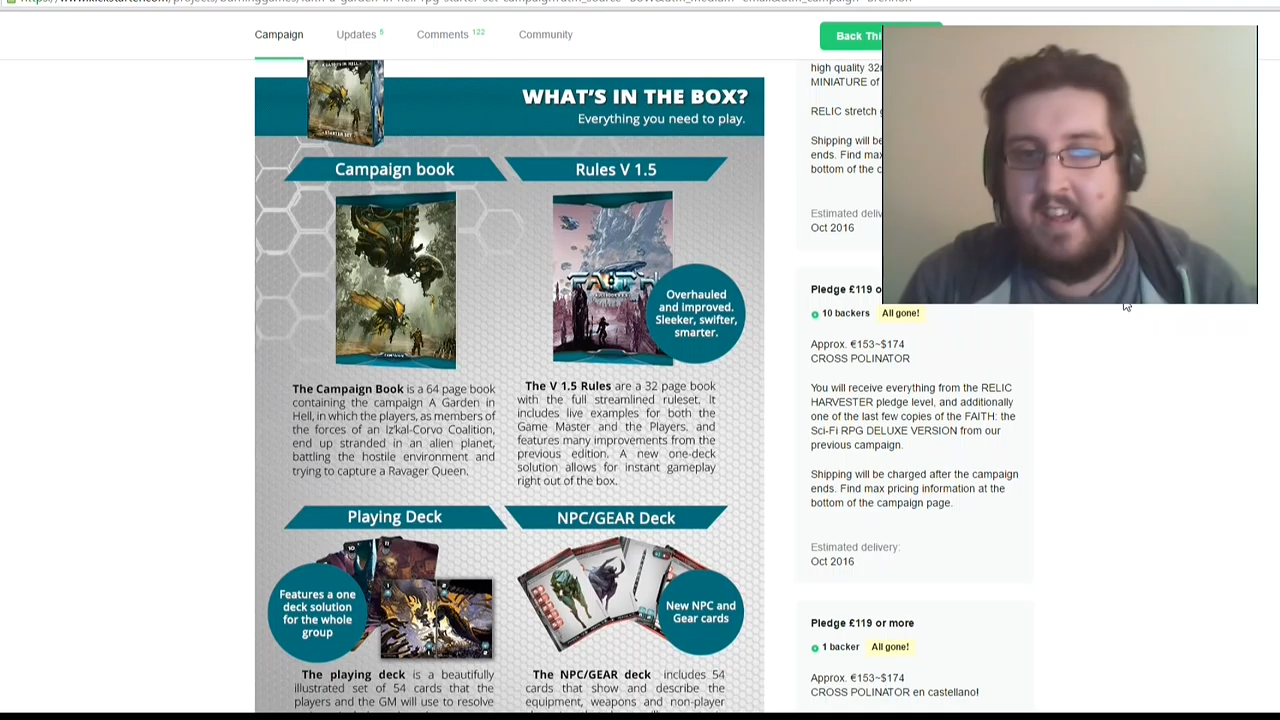 Campaign
Updates 5
Comments 122
Community
Back Thi
WHAT'S IN THE BOX?
Everything you need to play.
Campaign book
Rules V 1.5
FAITH
Overhauled
and improved.
Sleeker, swifter,
smarter.
The Campaign Book is a 64 page book
containing the campaign A Garden in
Hell, in which the players, as members of
the forces of an Iz'kal-Corvo Coalition,
end up stranded in an alien planet,
battling the hostile environment and
trying to capture a Ravager Queen.
The V 1.5 Rules are a 32 page book
with the full streamlined ruleset. It
includes live examples for both the
Game Master and the Players, and
features many improvements from the
previous edition. A new one-deck
solution allows for instant gameplay
right out of the box.
Playing Deck
NPC/GEAR Deck
Features a one
deck solution
for the whole
group
New NPC and
Gear cards
The playing deck is a beautifully
illustrated set of 54 cards that the
players and the GM will use to resolve
The NPC/GEAR deck includes 54
cards that show and describe the
equipment, weapons and non-player
high quality 32
MINIATURE of
RELIC stretch
Shipping will be
ends. Find max
bottom of the c
Estimated deliv
Oct 2016
Pledge £119 o
10 backers All gone!
Approx. €153~$174
CROSS POLINATOR
You will receive everything from the RELIC
HARVESTER pledge level, and additionally
one of the last few copies of the FAITH: the
Sci-Fi RPG DELUXE VERSION from our
previous campaign.
Shipping will be charged after the campaign
ends. Find max pricing information at the
bottom of the campaign page.
Estimated delivery:
Oct 2016
Pledge £119 or more
1 backer All gone!
Approx. €153~$174
CROSS POLINATOR en castellano!